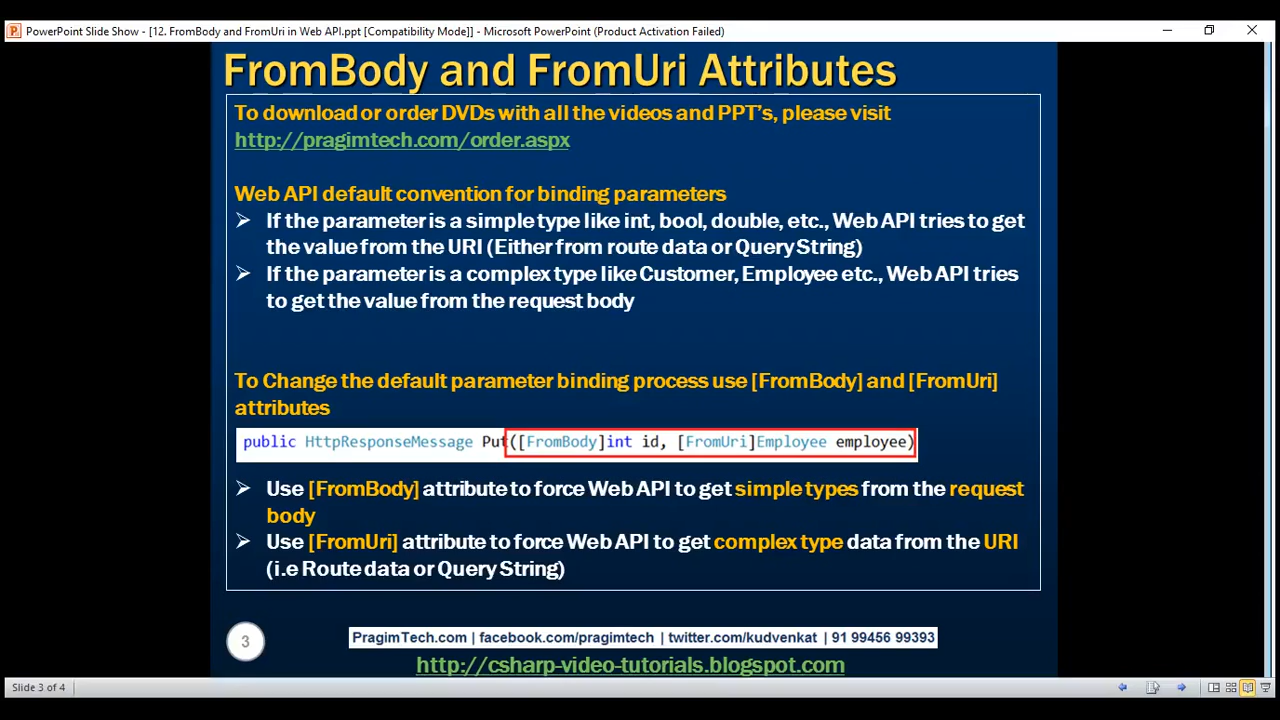 PowerPoint Slide Show - [12. FromBody and FromUri in Web API.ppt [Compatibility Mode]] - Microsoft PowerPoint (Product Activation Failed)
FromBody and FromUri Attributes
To download or order DVDs with all the videos and PPT's, please visit
http://pragimtech.com/order.aspx
Web API default convention for binding parameters
If the parameter is a simple type like int, bool, double, etc., Web API tries to get
the value from the URI (Either from route data or Query String)
If the parameter is a complex type like Customer, Employee etc., Web API tries
to get the value from the request body
To Change the default parameter binding process use [FromBody] and [FromUri]
attributes
public HttpResponseMessage Put([FromBody]int id, [FromUri]Employee employee)
Use [FromBody] attribute to force Web API to get simple types from the request
body
Use [FromUri] attribute to force Web API to get complex type data from the URI
(i.e Route data or Query String)
3
PragimTech.com | facebook.com/pragimtech | twitter.com/kudvenkat | 91 99456 99393
http://csharp-video-tutorials.blogspot.com
Slide 3 of 4